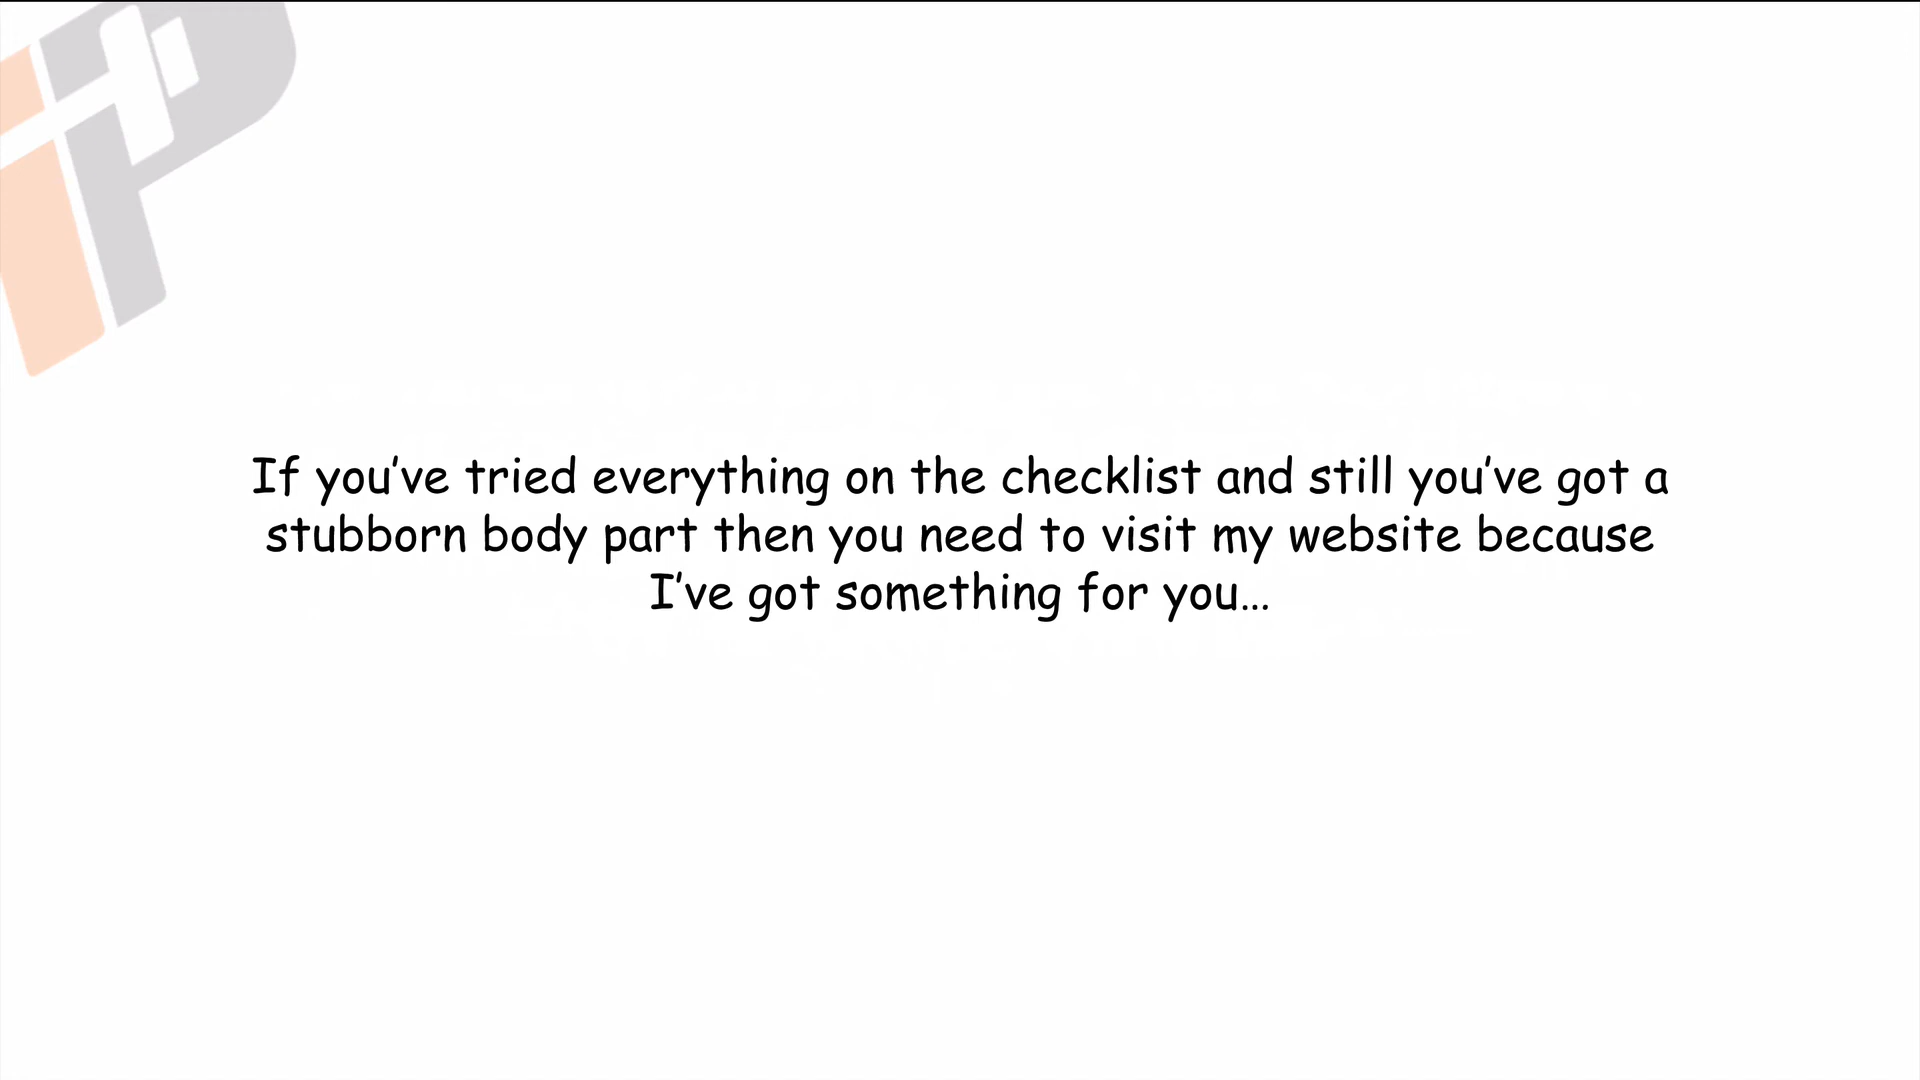 If you've tried everything on the checklist and still you've got a
stubborn body part then you need to visit my website because
I've got something for you...